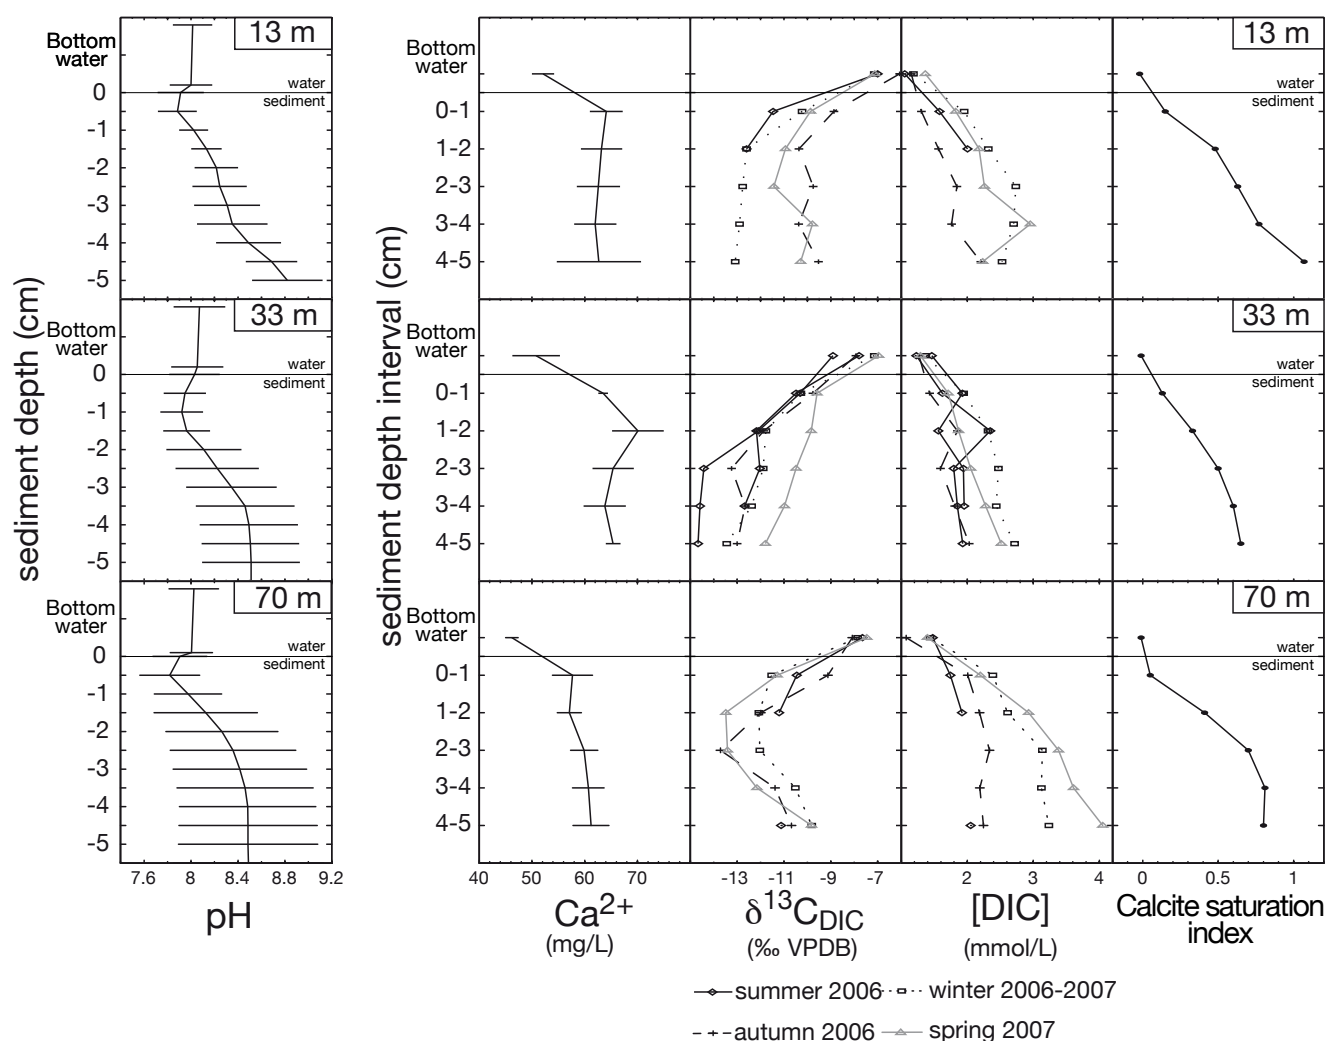 13 m
Bottom
water
water
0
sediment
-1
-2
-3
-4
-5
33 m
Bottom
water
water
0
sediment
-1
-2
-3
-4
-5
70 m
Bottom
water
water
0
sediment
-1
-2
-3
-4
-5
sediment depth (cm)
7.6 8 8.4 8.8 9.2
pH
13 m
Bottom
water
water
sediment
0-1
1-2
2-3
3-4
4-5
33 m
Bottom
water
water
sediment
0-1
1-2
2-3
3-4
4-5
70 m
Bottom
water
water
sediment
0-1
1-2
2-3
3-4
4-5
sediment depth interval (cm)
40 50 60 70
Ca²⁺
(mg/L)
-13 -11 -9 -7
δ¹³C_DIC
(‰ VPDB)
2 3 4
[DIC]
(mmol/L)
0 0.5 1
Calcite saturation
index
summer 2006 winter 2006-2007
autumn 2006 spring 2007